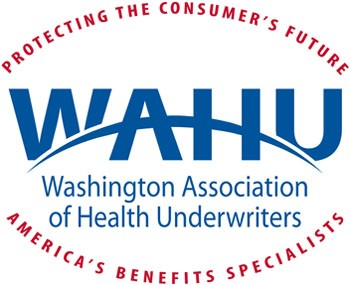 PROTECTING THE CONSUMER'S FUTURE
WAHU
Washington Association
of Health Underwriters
AMERICA'S BENEFITS SPECIALISTS